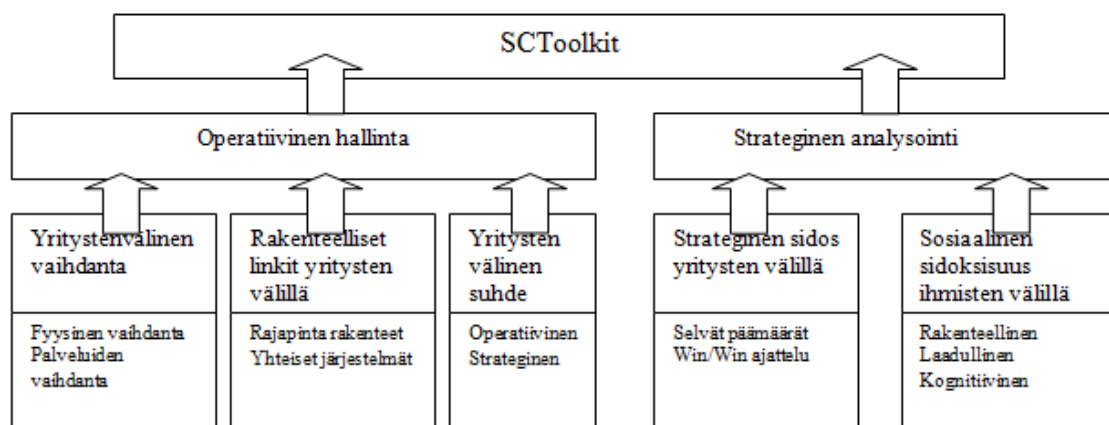 SCToolkit
Operatiivinen hallinta
Strateginen analysointi
Yritystenvälinen
vaihdanta
Fyysinen vaihdanta
Palveluiden
vaihdanta
Rakenteelliset
linkit yritysten
välillä
Rajapinta rakenteet
Yhteiset järjestelmät
Yritysten
välinen
suhde
Operatiivinen
Strateginen
Strateginen sidos
yritysten välillä
Selvät päämäärät
Win/Win ajattelu
Sosiaalinen
sidoksisuus
ihmisten välillä
Rakenteellinen
Laadullinen
Kognitiivinen